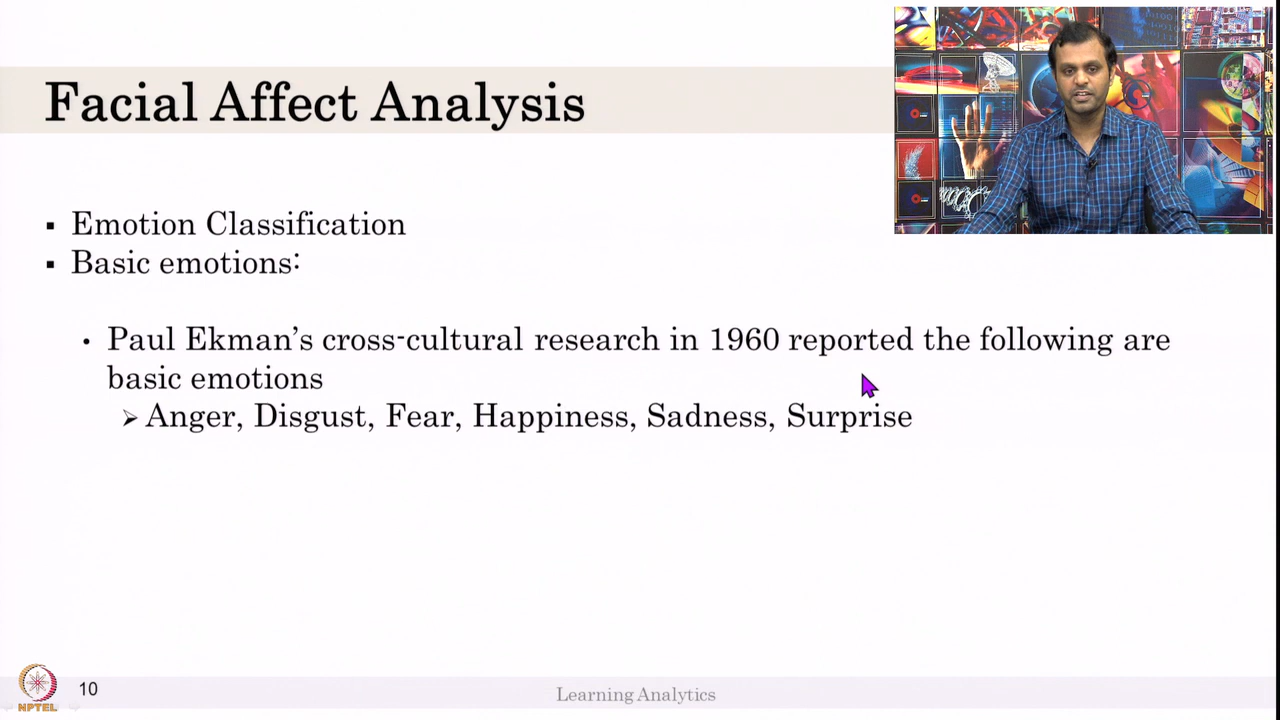 Facial Affect Analysis
▪ Emotion Classification
▪ Basic emotions:
• Paul Ekman’s cross-cultural research in 1960 reported the following are
basic emotions
➢ Anger, Disgust, Fear, Happiness, Sadness, Surprise
NPTEL
10
Learning Analytics